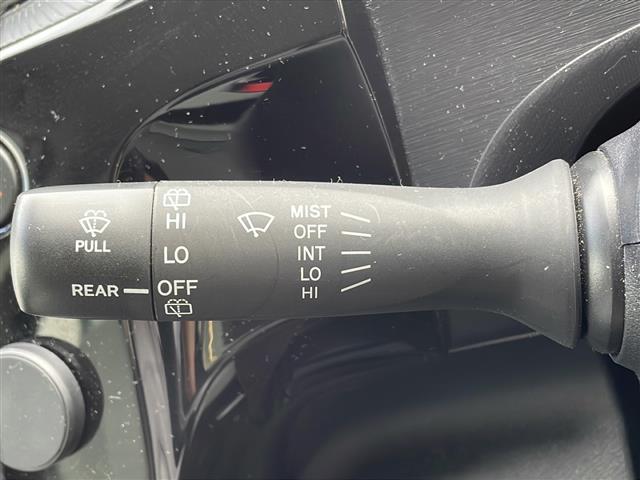 PULL
REAR
HI
LO
OFF
MIST
OFF
INT
LO
HI